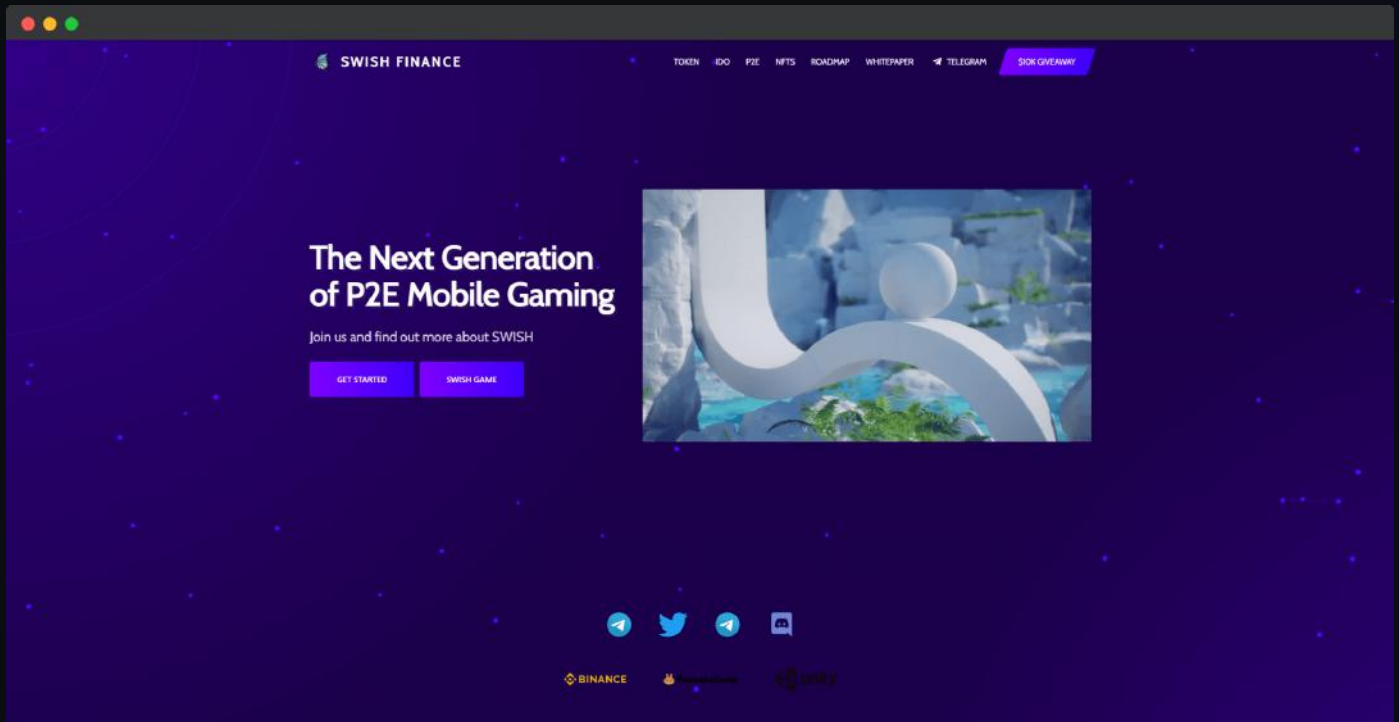 SWISH FINANCE
TOKEN IDO P2E NFTS ROADMAP WHITEPAPER TELEGRAM $10K GIVEAWAY
The Next Generation
of P2E Mobile Gaming
Join us and find out more about SWISH
GET STARTED SWISH GAME
BINANCE unity